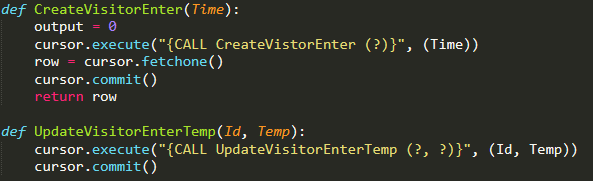 def CreateVisitorEnter(Time):
    output = 0
    cursor.execute("{CALL CreateVistorEnter (?)}", (Time))
    row = cursor.fetchone()
    cursor.commit()
    return row
def UpdateVisitorEnterTemp(Id, Temp):
    cursor.execute("{CALL UpdateVisitorEnterTemp (?, ?)}", (Id, Temp))
    cursor.commit()